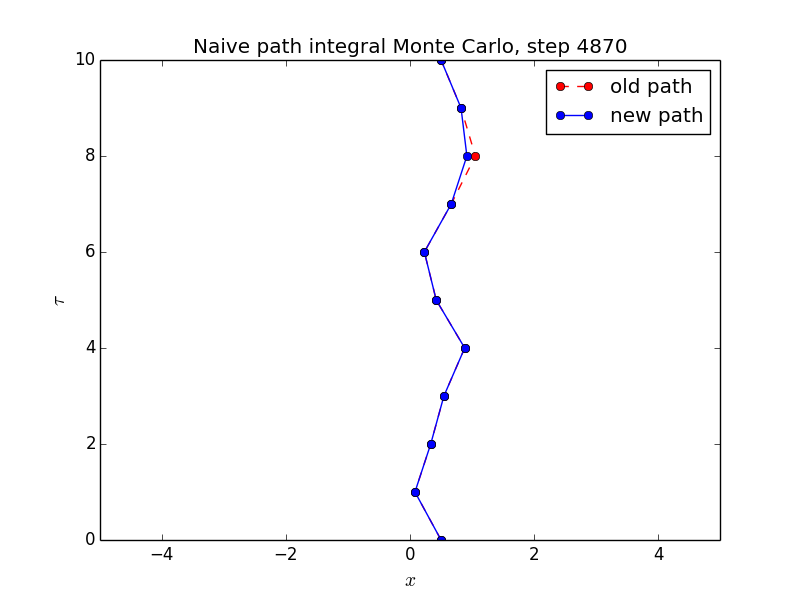 Naive path integral Monte Carlo, step 4870
old path
new path
10
8
6
4
2
0
τ
−4 −2 0 2 4
x